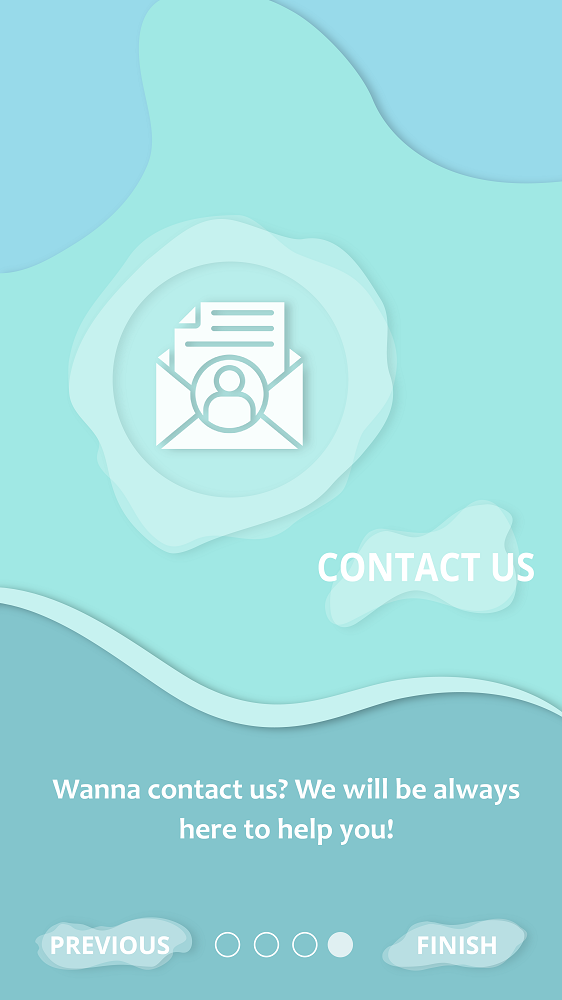 CONTACT US
Wanna contact us? We will be always
here to help you!
PREVIOUS
FINISH